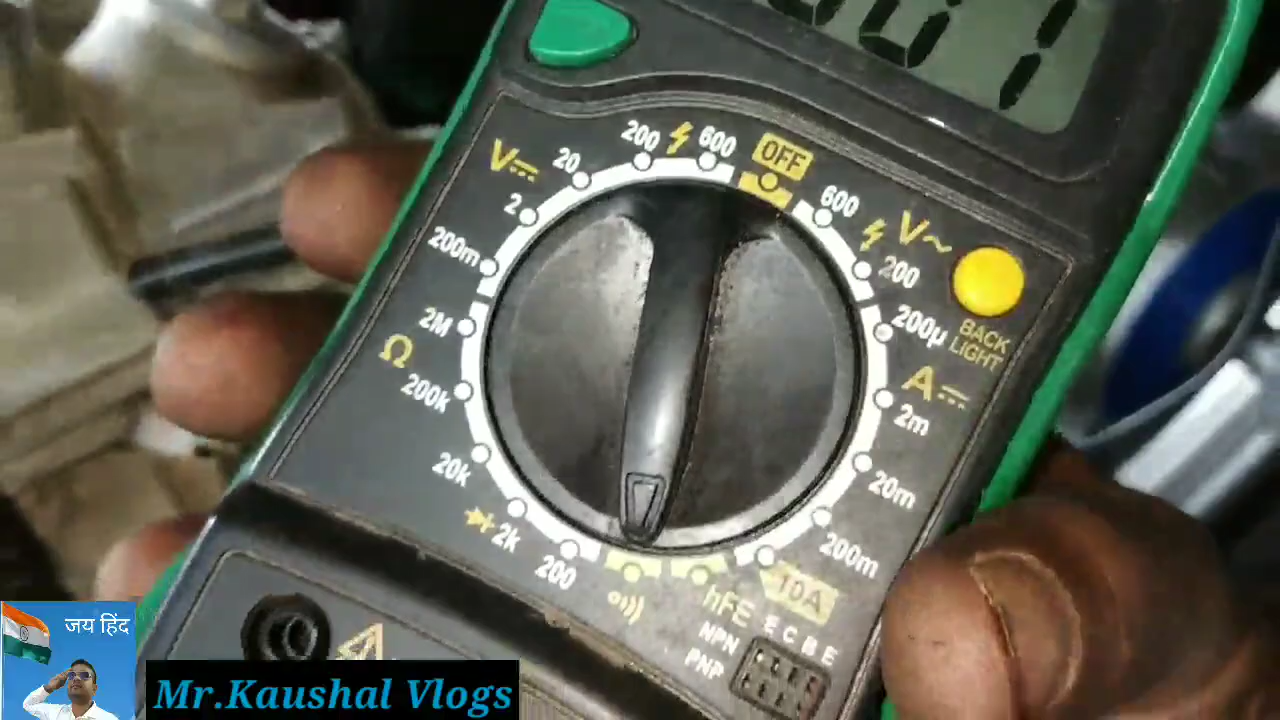 V
20
200
600
OFF
600
V~
200
2
200m
2M
Ω
200k
20k
2k
200
200µ
BACK
LIGHT
A
2m
20m
200m
10A
hFE
NPN
PNP
E C B E
जय हिंद
Mr.Kaushal Vlogs